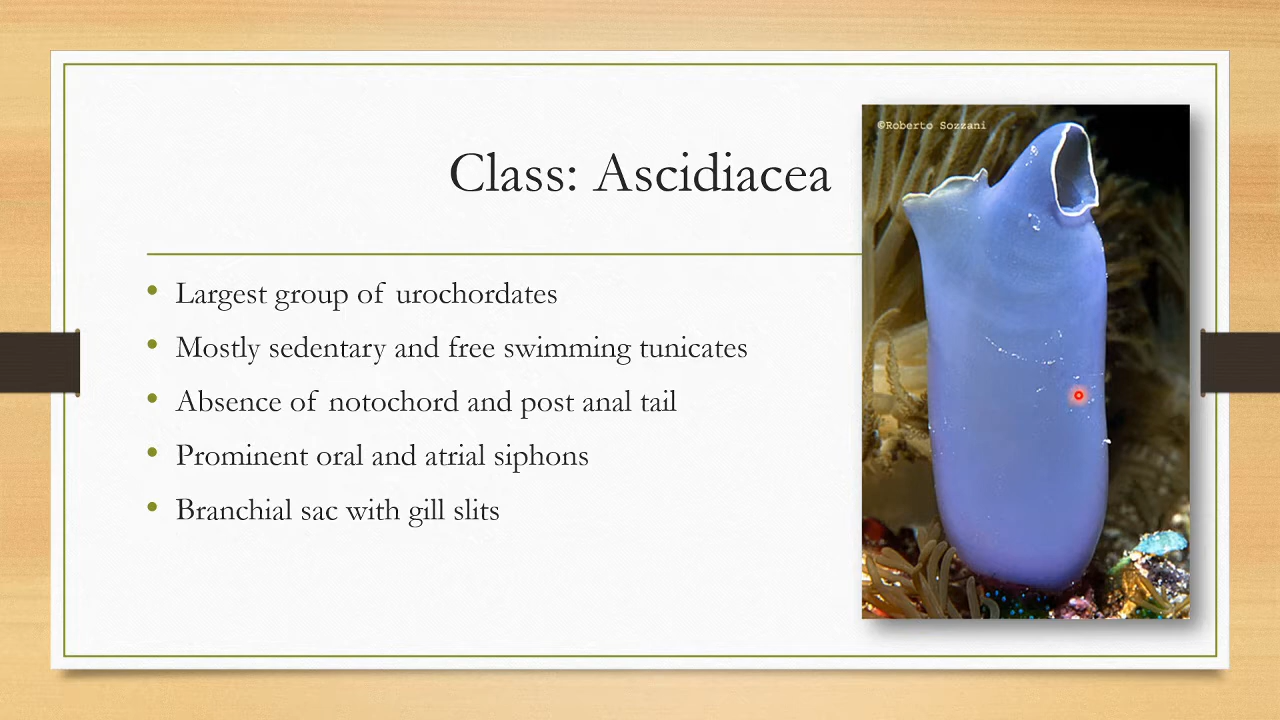 ©Roberto Sozzani
Class: Ascidiacea
• Largest group of urochordates
• Mostly sedentary and free swimming tunicates
• Absence of notochord and post anal tail
• Prominent oral and atrial siphons
• Branchial sac with gill slits